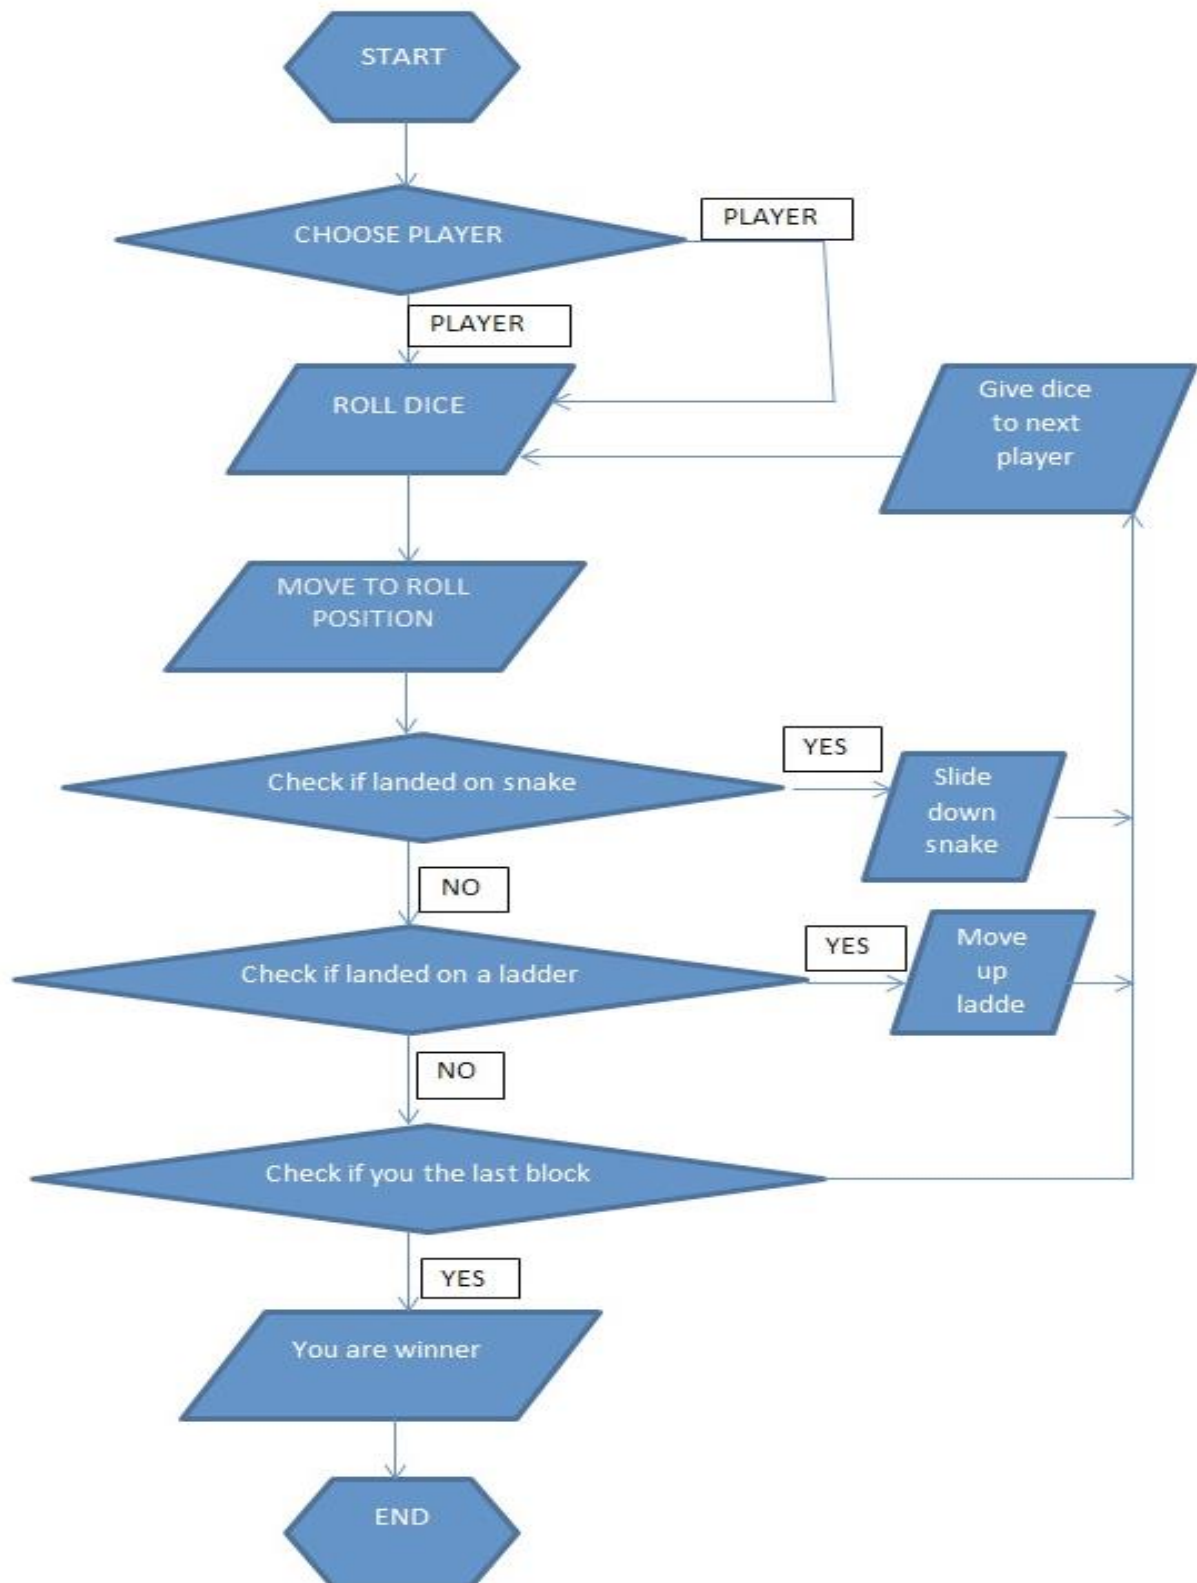 START
CHOOSE PLAYER
PLAYER
PLAYER
ROLL DICE
Give dice
to next
player
MOVE TO ROLL
POSITION
Check if landed on snake
YES
Slide
down
snake
NO
Check if landed on a ladder
YES
Move
up
ladde
NO
Check if you the last block
YES
You are winner
END